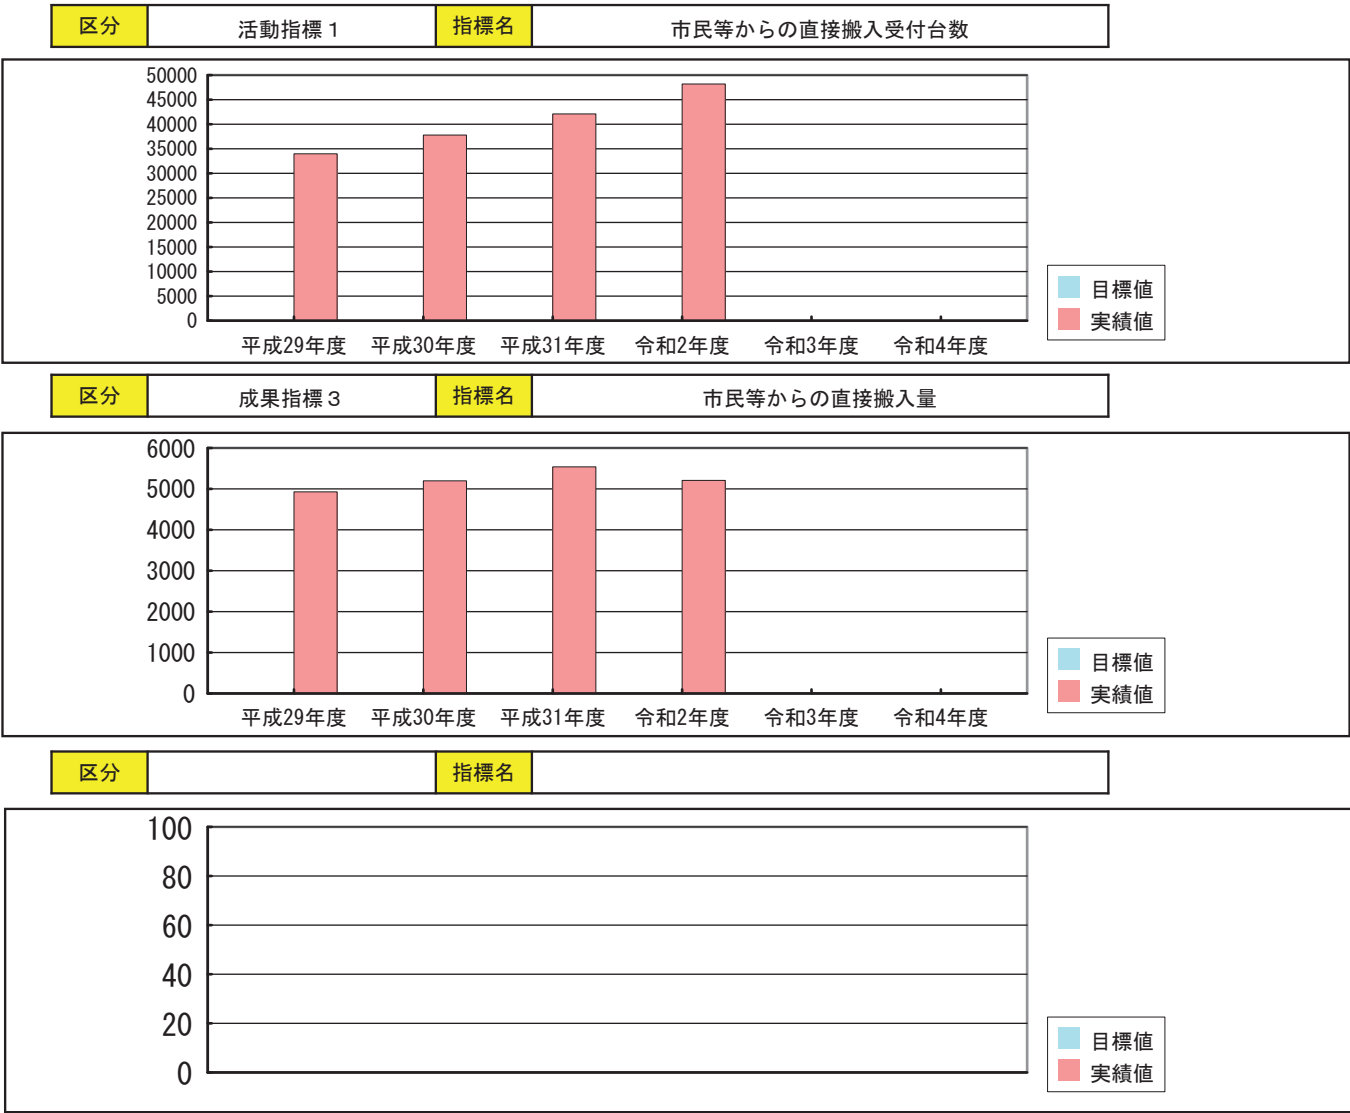 区分 活動指標１ 指標名 市民等からの直接搬入受付台数
50000
45000
40000
35000
30000
25000
20000
15000
10000
5000
0
平成29年度 平成30年度 平成31年度 令和2年度 令和3年度 令和4年度
目標値
実績値
区分 成果指標３ 指標名 市民等からの直接搬入量
6000
5000
4000
3000
2000
1000
0
平成29年度 平成30年度 平成31年度 令和2年度 令和3年度 令和4年度
目標値
実績値
区分 指標名
100
80
60
40
20
0
目標値
実績値